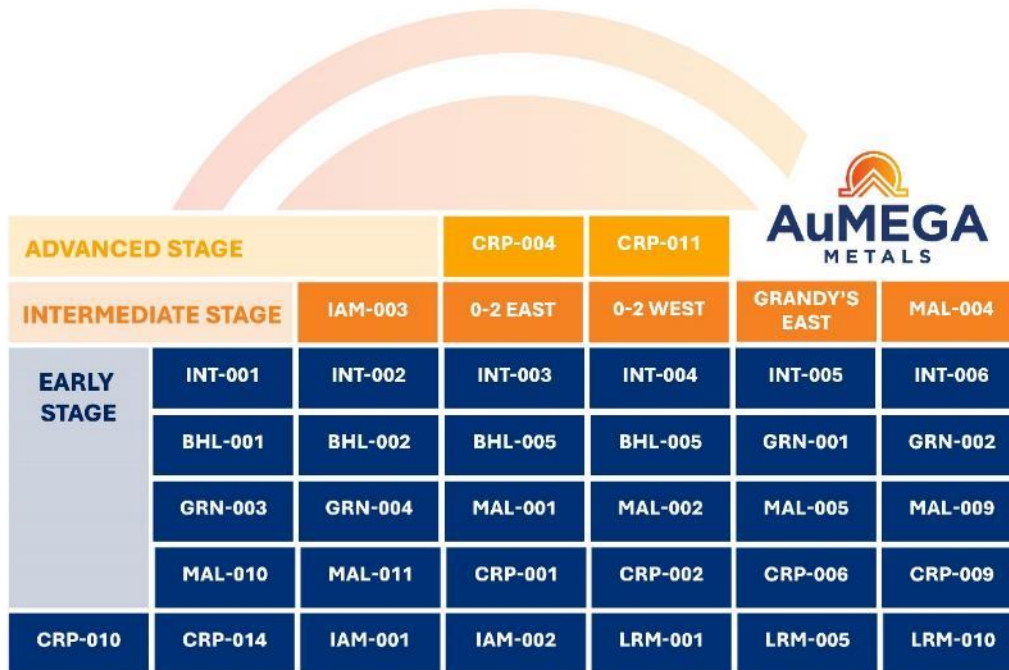 AuMEGA
METALS
ADVANCED STAGE CRP-004 CRP-011
INTERMEDIATE STAGE IAM-003 0-2 EAST 0-2 WEST GRANDY'S EAST MAL-004
EARLY STAGE INT-001 INT-002 INT-003 INT-004 INT-005 INT-006
BHL-001 BHL-002 BHL-005 BHL-005 GRN-001 GRN-002
GRN-003 GRN-004 MAL-001 MAL-002 MAL-005 MAL-009
MAL-010 MAL-011 CRP-001 CRP-002 CRP-006 CRP-009
CRP-010 CRP-014 IAM-001 IAM-002 LRM-001 LRM-005 LRM-010